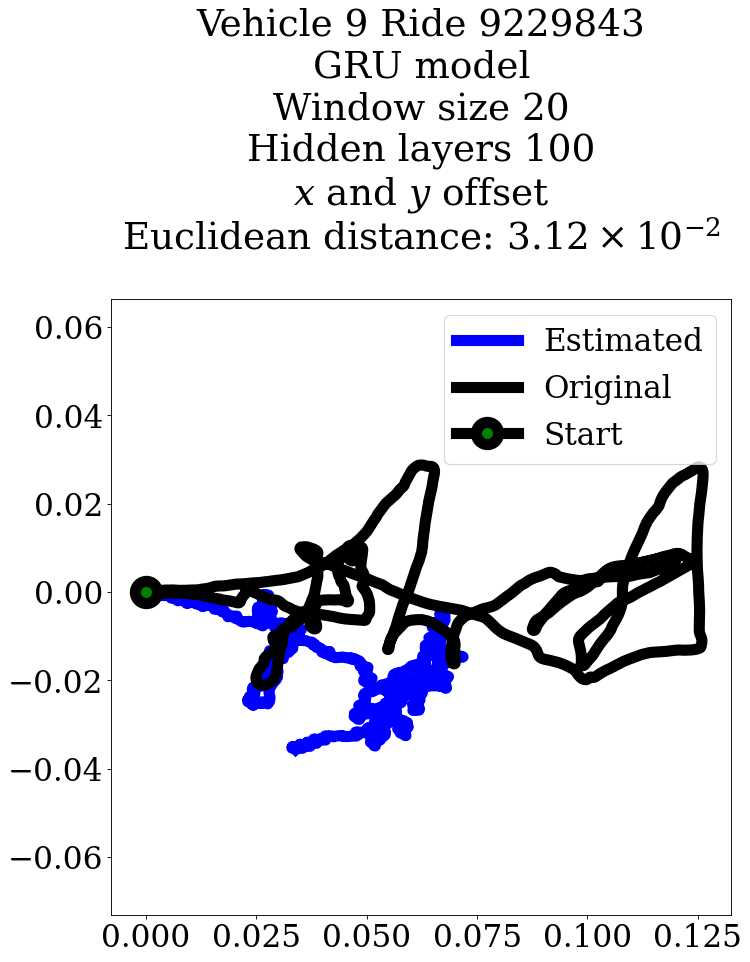 Vehicle 9 Ride 9229843
GRU model
Window size 20
Hidden layers 100
x and y offset
Euclidean distance: 3.12 × 10⁻²
Estimated
Original
Start
0.06
0.04
0.02
0.00
−0.02
−0.04
−0.06
0.000 0.025 0.050 0.075 0.100 0.125